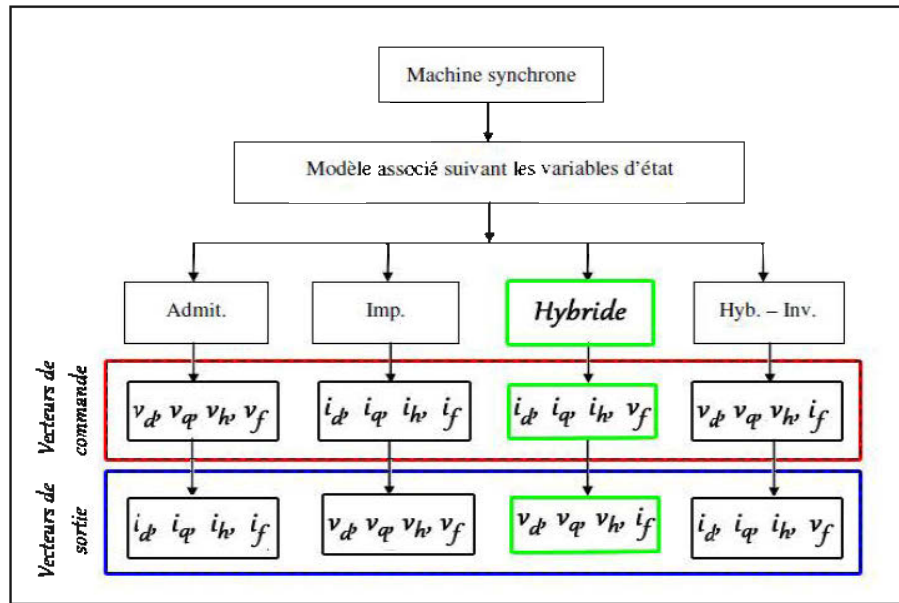 Machine synchrone
Modèle associé suivant les variables d'état
Admit.
Imp.
Hybride
Hyb. – Inv.
Vecteurs de
commande
v_d, v_q, v_h, v_f
i_d, i_q, i_h, i_f
i_d, i_q, i_h, v_f
v_d, v_q, v_h, i_f
Vecteurs de
sortie
i_d, i_q, i_h, i_f
v_d, v_q, v_h, v_f
v_d, v_q, v_h, i_f
i_d, i_q, i_h, v_f